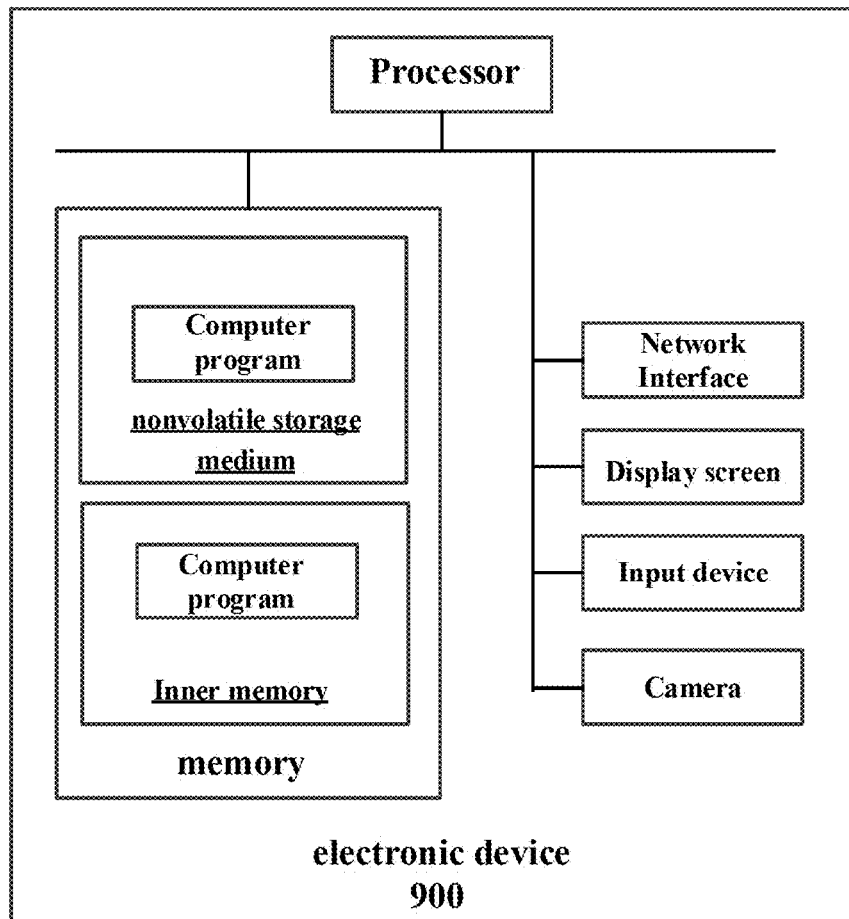 Processor
Computer
program
nonvolatile storage
medium
Computer
program
Inner memory
memory
Network
Interface
Display screen
Input device
Camera
electronic device
900